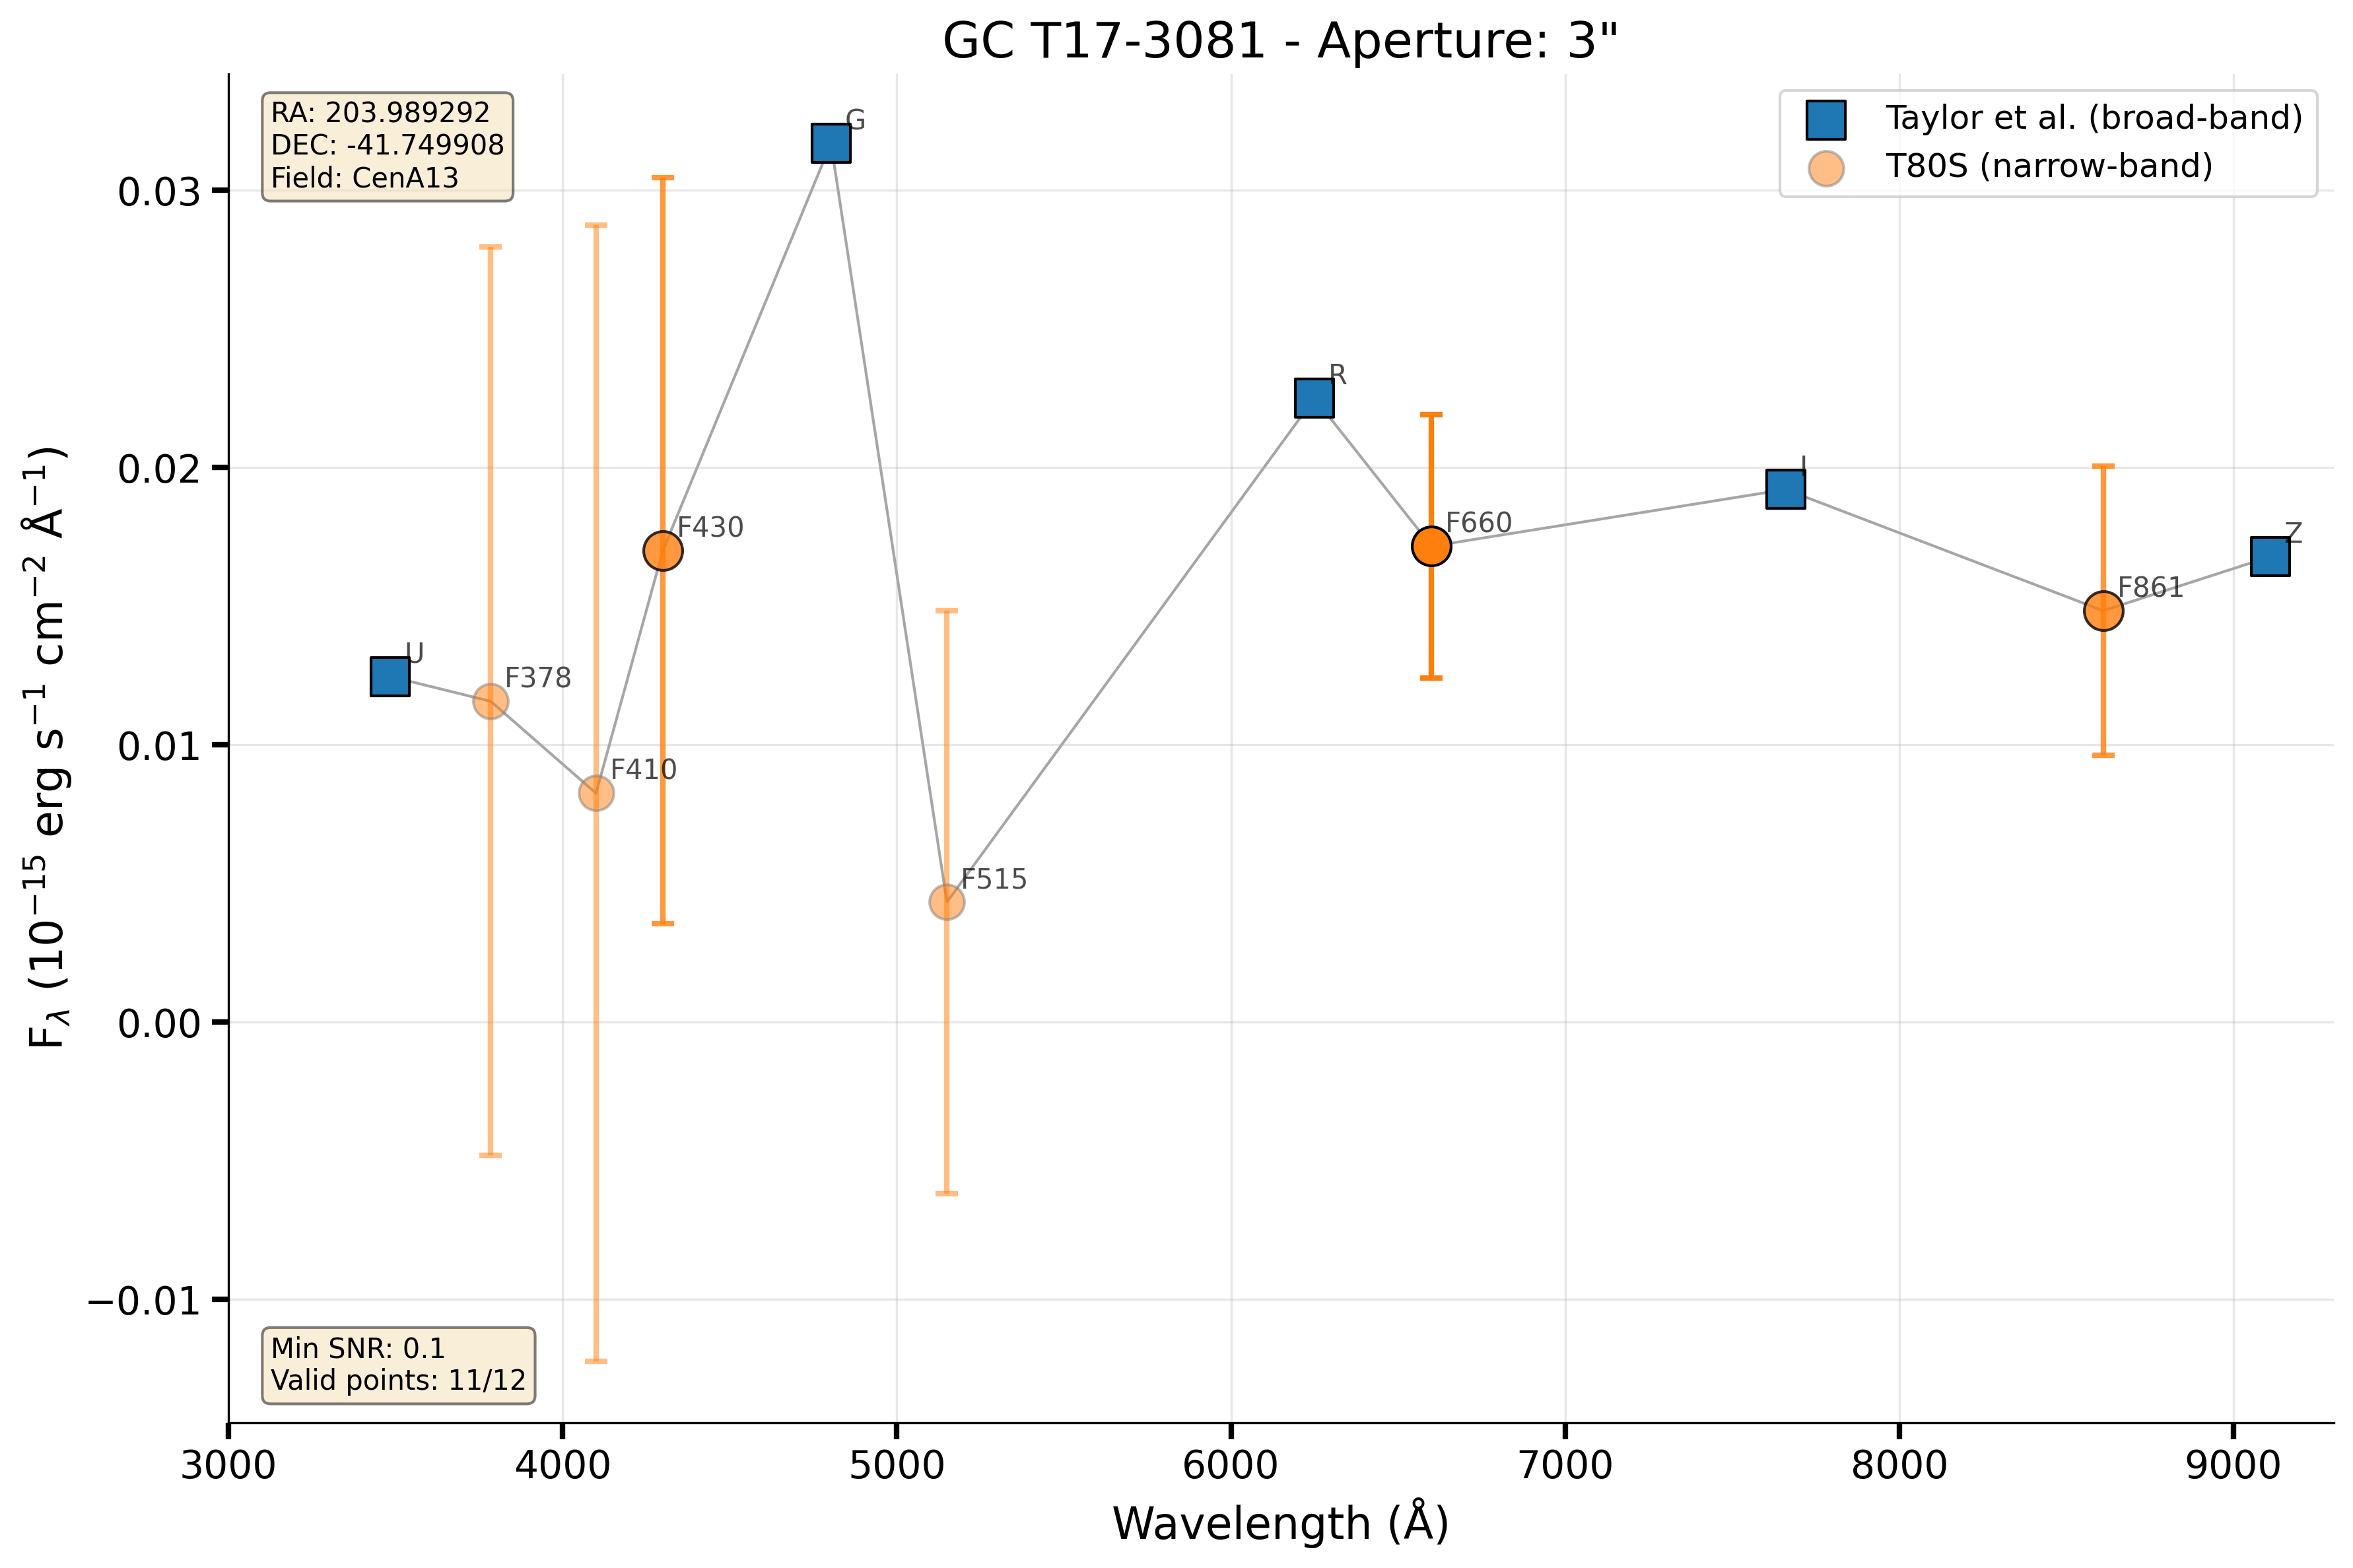 GC T17-3081 - Aperture: 3"
RA: 203.989292
DEC: -41.749908
Field: CenA13
Taylor et al. (broad-band)
T80S (narrow-band)
G
R
I
Z
U
F378
F410
F430
F515
F660
F861
0.03
0.02
0.01
0.00
−0.01
F_λ (10⁻¹⁵ erg s⁻¹ cm⁻² Å⁻¹)
Min SNR: 0.1
Valid points: 11/12
3000 4000 5000 6000 7000 8000 9000
Wavelength (Å)